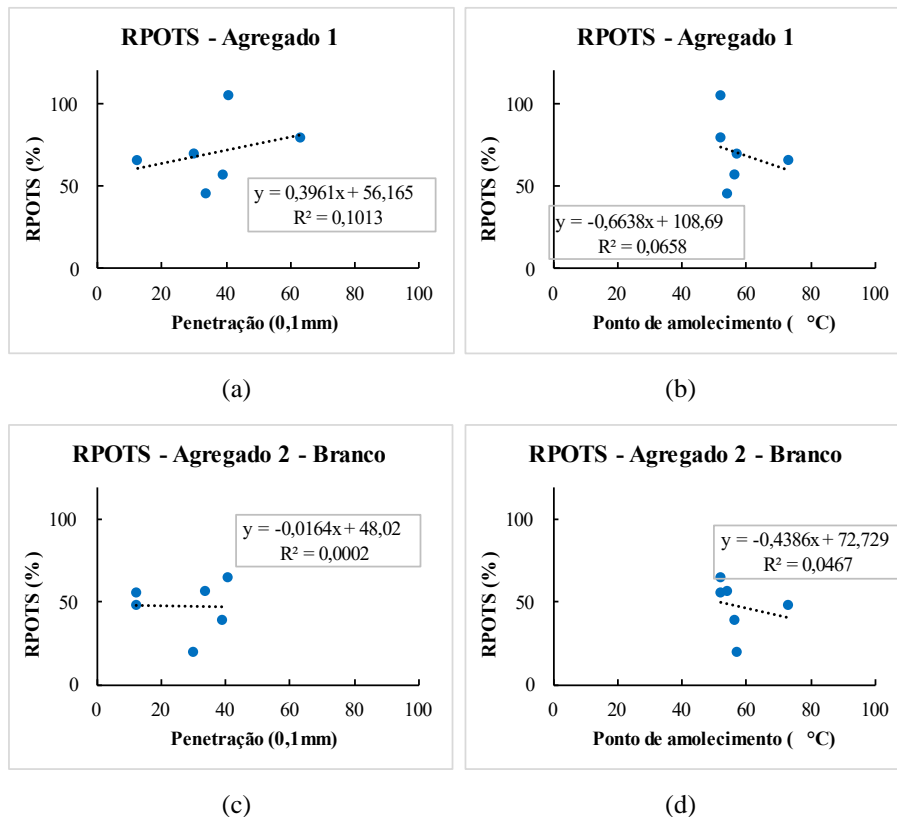 RPOTS - Agregado 1
RPOTS (%)
100
50
0
0 20 40 60 80 100
Penetração (0,1mm)
y = 0,3961x + 56,165
R² = 0,1013
(a)
RPOTS - Agregado 1
RPOTS (%)
100
50
0
0 20 40 60 80 100
Ponto de amolecimento ( °C)
y = -0,6638x + 108,69
R² = 0,0658
(b)
RPOTS - Agregado 2 - Branco
RPOTS (%)
100
50
0
0 20 40 60 80 100
Penetração (0,1mm)
y = -0,0164x + 48,02
R² = 0,0002
(c)
RPOTS - Agregado 2 - Branco
RPOTS (%)
100
50
0
0 20 40 60 80 100
Ponto de amolecimento ( °C)
y = -0,4386x + 72,729
R² = 0,0467
(d)